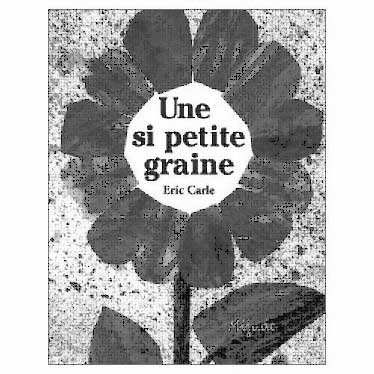 Une
si petite
graine
Eric Carle